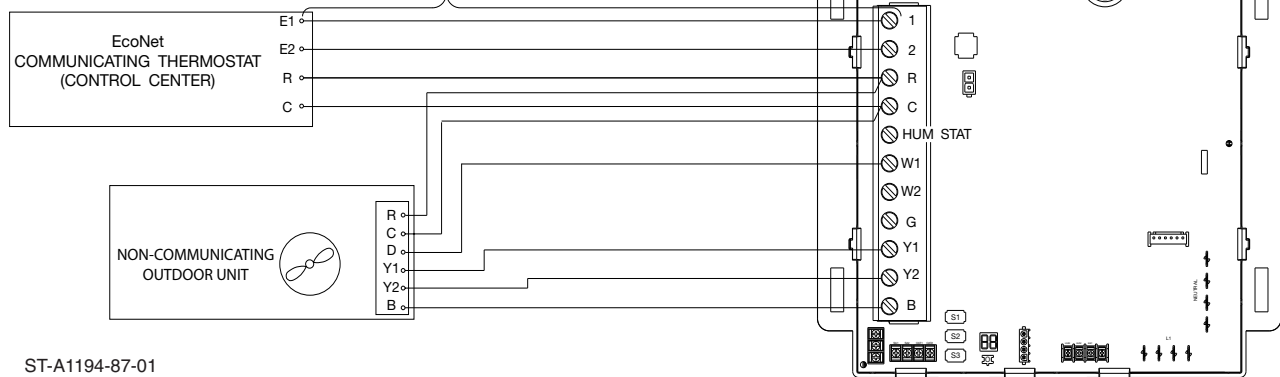 E1
EcoNet
COMMUNICATING THERMOSTAT
(CONTROL CENTER)
E2
R
C
1
2
R
C
HUM STAT
W1
W2
G
Y1
Y2
B
NON-COMMUNICATING
OUTDOOR UNIT
R
C
D
Y1
Y2
B
S1
S2
S3
88
NEUTRAL
L1
ST-A1194-87-01